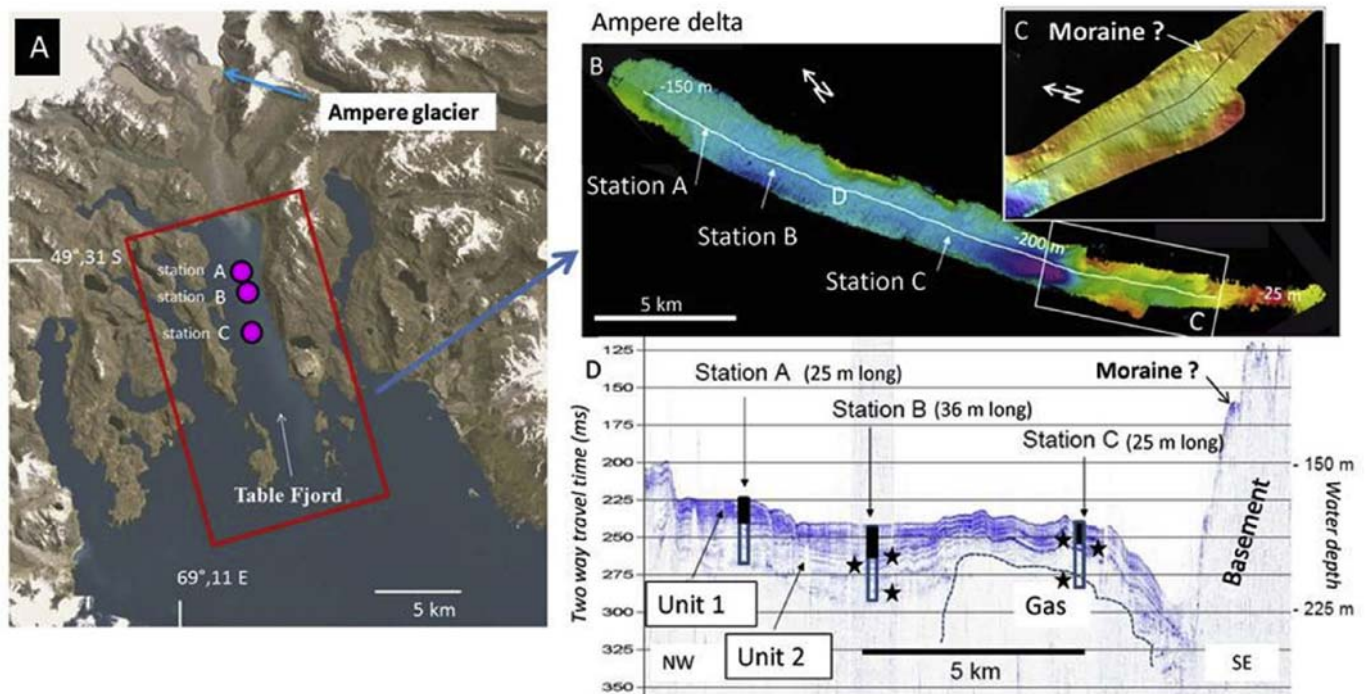 A
Ampere glacier
49°,31 S
station A
station B
station C
Table Fjord
69°,11 E
5 km
Ampere delta
B
N
-150 m
Station A
Station B
D
Station C
-200 m
-25 m
C
5 km
C
Moraine ?
N
D
Two way travel time (ms)
125
150
175
200
225
250
275
300
325
350
Station A (25 m long)
Station B (36 m long)
Station C (25 m long)
Moraine ?
- 150 m
Water depth
- 225 m
Basement
Unit 1
Unit 2
Gas
NW
5 km
SE